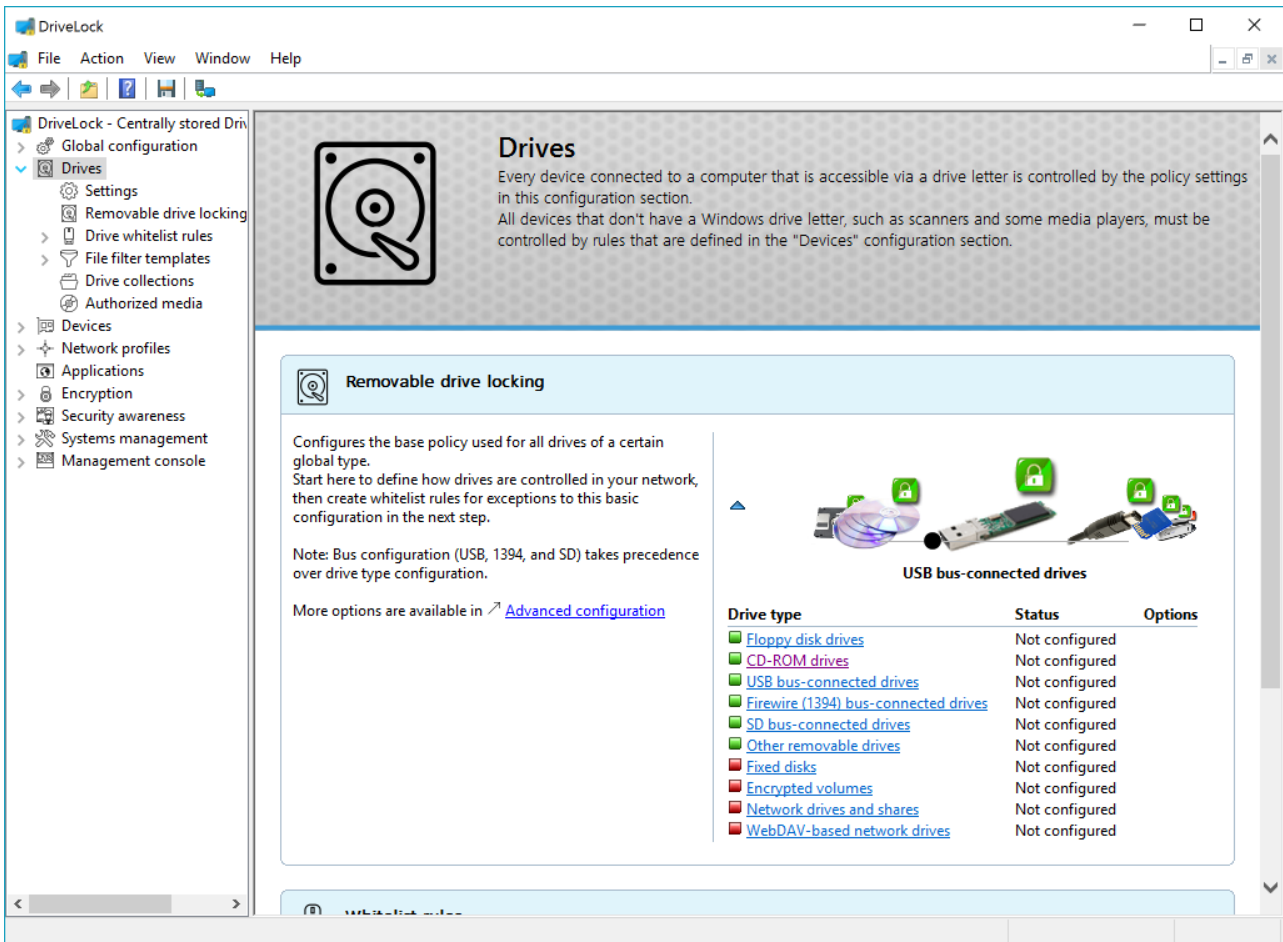 DriveLock
File Action View Window Help
DriveLock - Centrally stored Driv
Global configuration
Drives
Settings
Removable drive locking
Drive whitelist rules
File filter templates
Drive collections
Authorized media
Devices
Network profiles
Applications
Encryption
Security awareness
Systems management
Management console
Drives
Every device connected to a computer that is accessible via a drive letter is controlled by the policy settings
in this configuration section.
All devices that don't have a Windows drive letter, such as scanners and some media players, must be
controlled by rules that are defined in the "Devices" configuration section.
Removable drive locking
Configures the base policy used for all drives of a certain
global type.
Start here to define how drives are controlled in your network,
then create whitelist rules for exceptions to this basic
configuration in the next step.
Note: Bus configuration (USB, 1394, and SD) takes precedence
over drive type configuration.
More options are available in Advanced configuration
USB bus-connected drives
Drive type Status Options
Floppy disk drives Not configured
CD-ROM drives Not configured
USB bus-connected drives Not configured
Firewire (1394) bus-connected drives Not configured
SD bus-connected drives Not configured
Other removable drives Not configured
Fixed disks Not configured
Encrypted volumes Not configured
Network drives and shares Not configured
WebDAV-based network drives Not configured
Whitelist rules